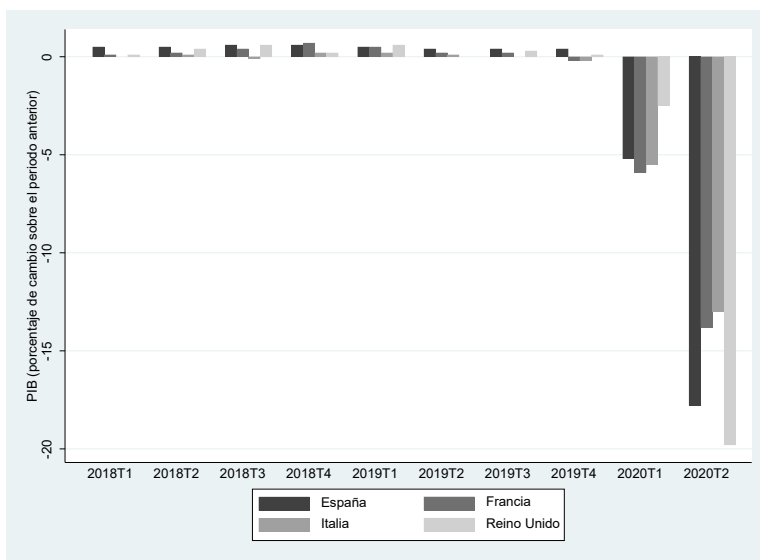 PIB (porcentaje de cambio sobre el periodo anterior)
0
-5
-10
-15
-20
2018T1 2018T2 2018T3 2018T4 2019T1 2019T2 2019T3 2019T4 2020T1 2020T2
España Francia
Italia Reino Unido